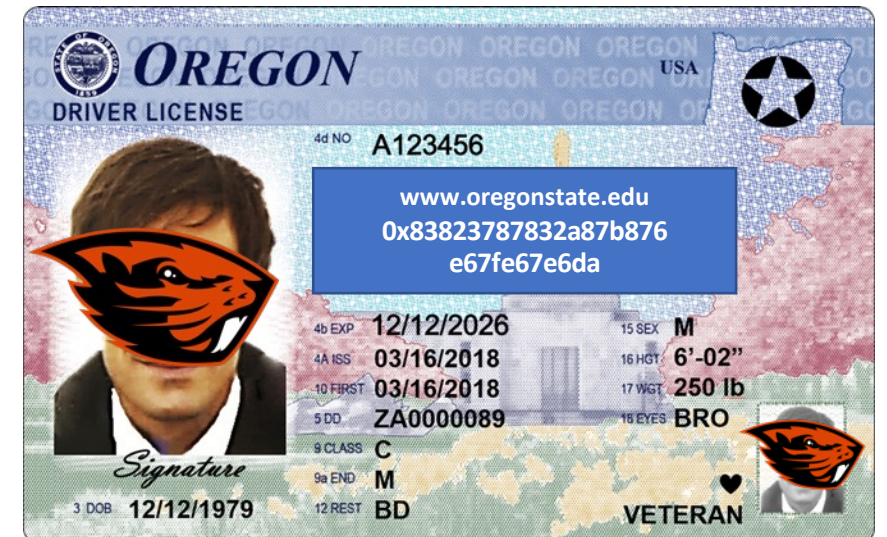 OREGON
USA
DRIVER LICENSE
4d NO A123456
www.oregonstate.edu
0x83823787832a87b876
e67fe67e6da
4b EXP 12/12/2026 15 SEX M
4A ISS 03/16/2018 16 HGT 6'-02”
10 FIRST 03/16/2018 17 WGT 250 lb
5 DD ZA0000089 18 EYES BRO
9 CLASS C
Signature
9a END M
3 DOB 12/12/1979 12 REST BD
VETERAN